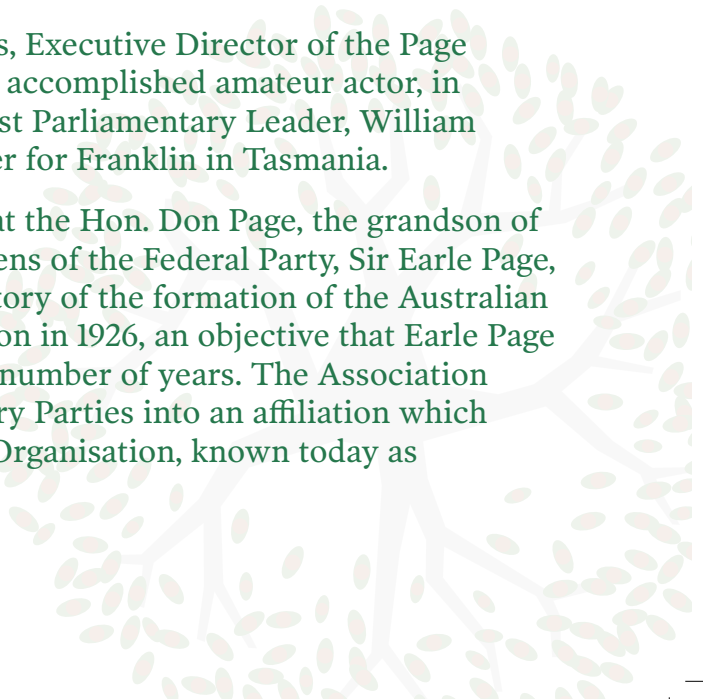 s, Executive Director of the Page
accomplished amateur actor, in
st Parliamentary Leader, William
er for Franklin in Tasmania.
at the Hon. Don Page, the grandson of
ens of the Federal Party, Sir Earle Page,
tory of the formation of the Australian
on in 1926, an objective that Earle Page
number of years. The Association
ry Parties into an affiliation which
Organisation, known today as